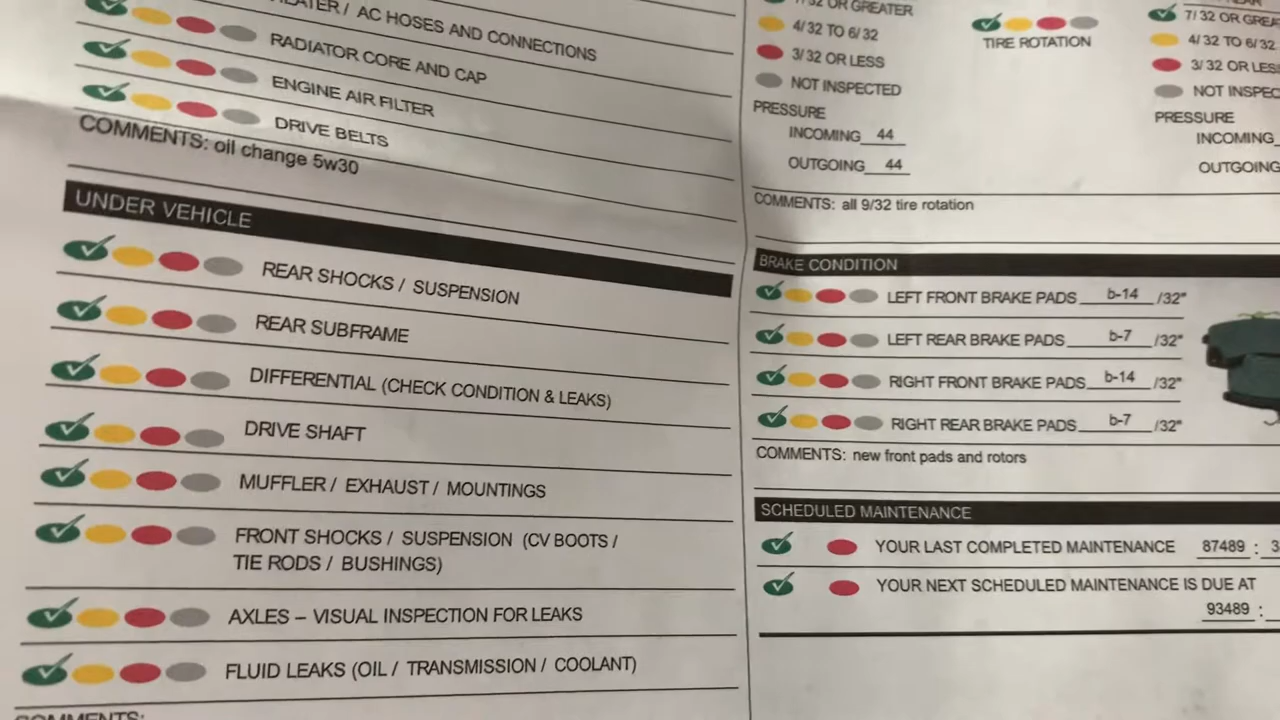 / AC HOSES AND CONNECTIONS
RADIATOR CORE AND CAP
ENGINE AIR FILTER
DRIVE BELTS
COMMENTS: oil change 5w30
UNDER VEHICLE
REAR SHOCKS / SUSPENSION
REAR SUBFRAME
DIFFERENTIAL (CHECK CONDITION & LEAKS)
DRIVE SHAFT
MUFFLER / EXHAUST / MOUNTINGS
FRONT SHOCKS / SUSPENSION (CV BOOTS /
TIE RODS / BUSHINGS)
AXLES – VISUAL INSPECTION FOR LEAKS
FLUID LEAKS (OIL / TRANSMISSION / COOLANT)
COMMENTS:
7/32 OR GREATER
4/32 TO 6/32
3/32 OR LESS
NOT INSPECTED
PRESSURE
INCOMING 44
OUTGOING 44
TIRE ROTATION
7/32 OR
4/32 TO 6/32
3/32 OR
NOT
PRESSURE
INCOMING
OUTGOING
COMMENTS: all 9/32 tire rotation
BRAKE CONDITION
LEFT FRONT BRAKE PADS b-14 /32"
LEFT REAR BRAKE PADS b-7 /32"
RIGHT FRONT BRAKE PADS b-14 /32"
RIGHT REAR BRAKE PADS b-7 /32"
COMMENTS: new front pads and rotors
SCHEDULED MAINTENANCE
YOUR LAST COMPLETED MAINTENANCE 87489 : 3
YOUR NEXT SCHEDULED MAINTENANCE IS DUE AT
93489 :